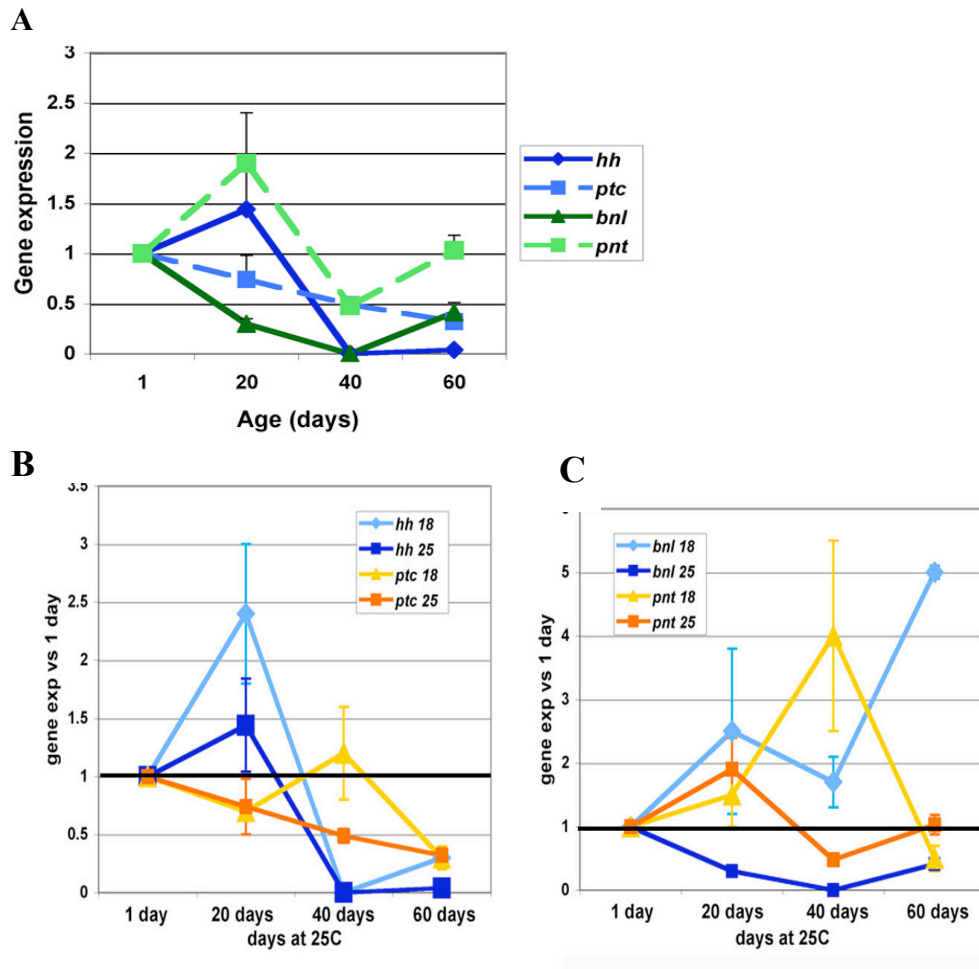 A
3
2.5
2
1.5
1
0.5
0
Gene expression
1 20 40 60
Age (days)
hh
ptc
bnl
pnt
B
3.5
3
2.5
2
1.5
1
0.5
0
gene exp vs 1 day
hh 18
hh 25
ptc 18
ptc 25
1 day 20 days 40 days 60 days
days at 25C
C
5
4
3
2
1
0
gene exp vs 1 day
bnl 18
bnl 25
pnt 18
pnt 25
1 day 20 days 40 days 60 days
days at 25C